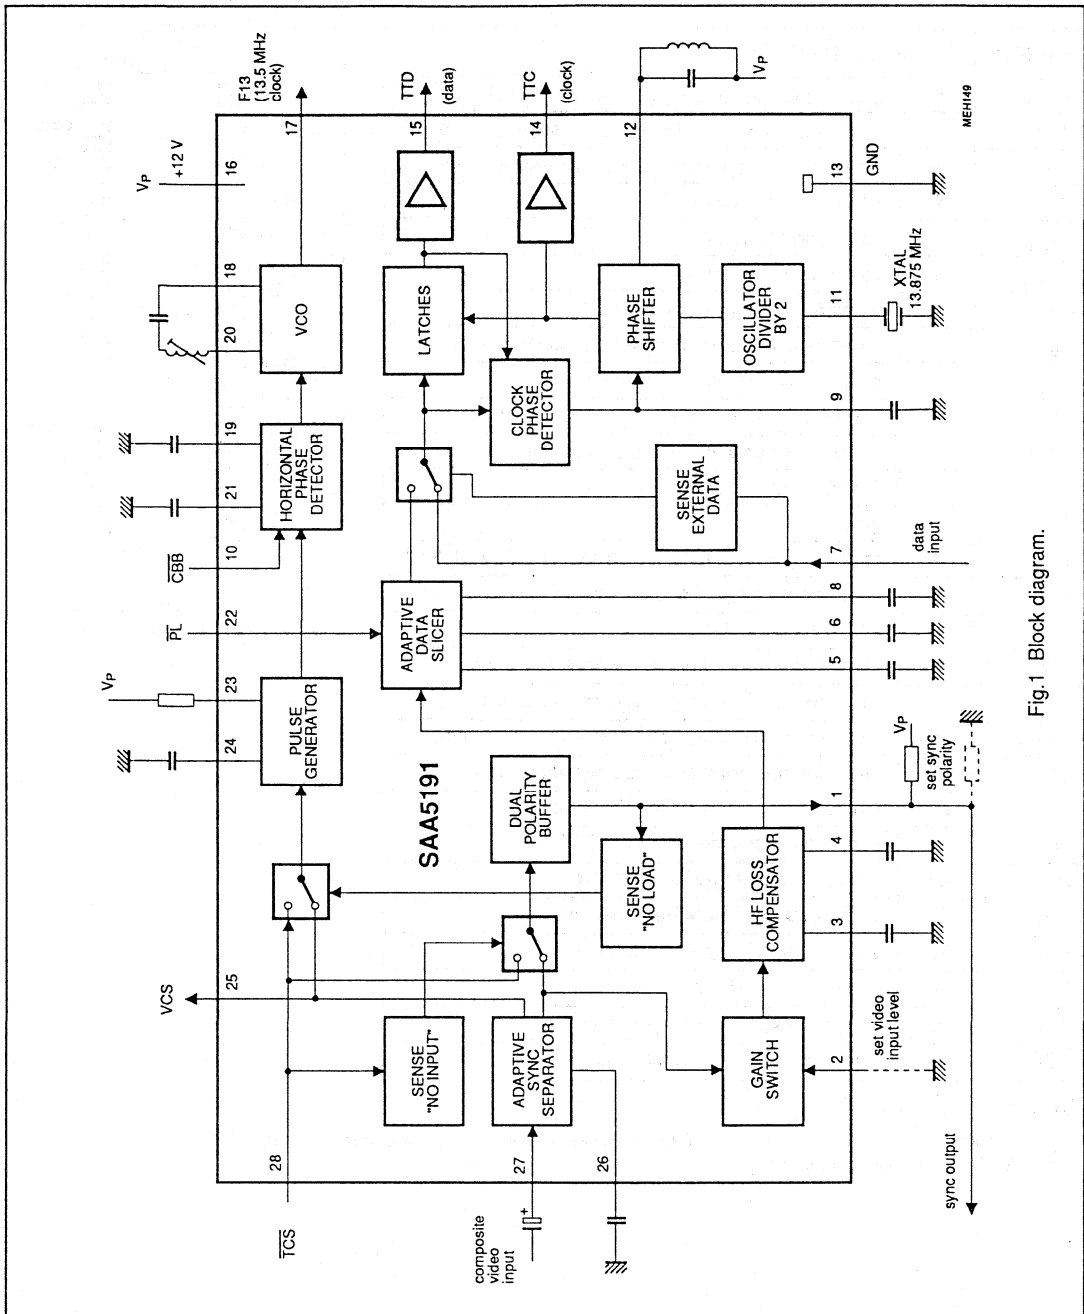 F13
(13.5 MHz
clock)
TTD
(data)
TTC
(clock)
VP
VP
+12 V
17
15
14
12
16
MEH149
13
GND
18
20
VCO
LATCHES
PHASE
SHIFTER
OSCILLATOR
DIVIDER
BY 2
11
XTAL
13.875 MHz
19
21
HORIZONTAL
PHASE
DETECTOR
CLOCK
PHASE
DETECTOR
9
CBB
10
SENSE
EXTERNAL
DATA
7
data
input
PL
22
ADAPTIVE
DATA
SLICER
8
6
5
VP
23
24
PULSE
GENERATOR
SAA5191
DUAL
POLARITY
BUFFER
1
VP
set sync
polarity
SENSE
"NO LOAD"
HF LOSS
COMPENSATOR
4
3
VCS
25
SENSE
"NO INPUT"
ADAPTIVE
SYNC
SEPARATOR
GAIN
SWITCH
2
set video
input level
TCS
28
27
26
composite
video
input
+
sync output
Fig.1 Block diagram.